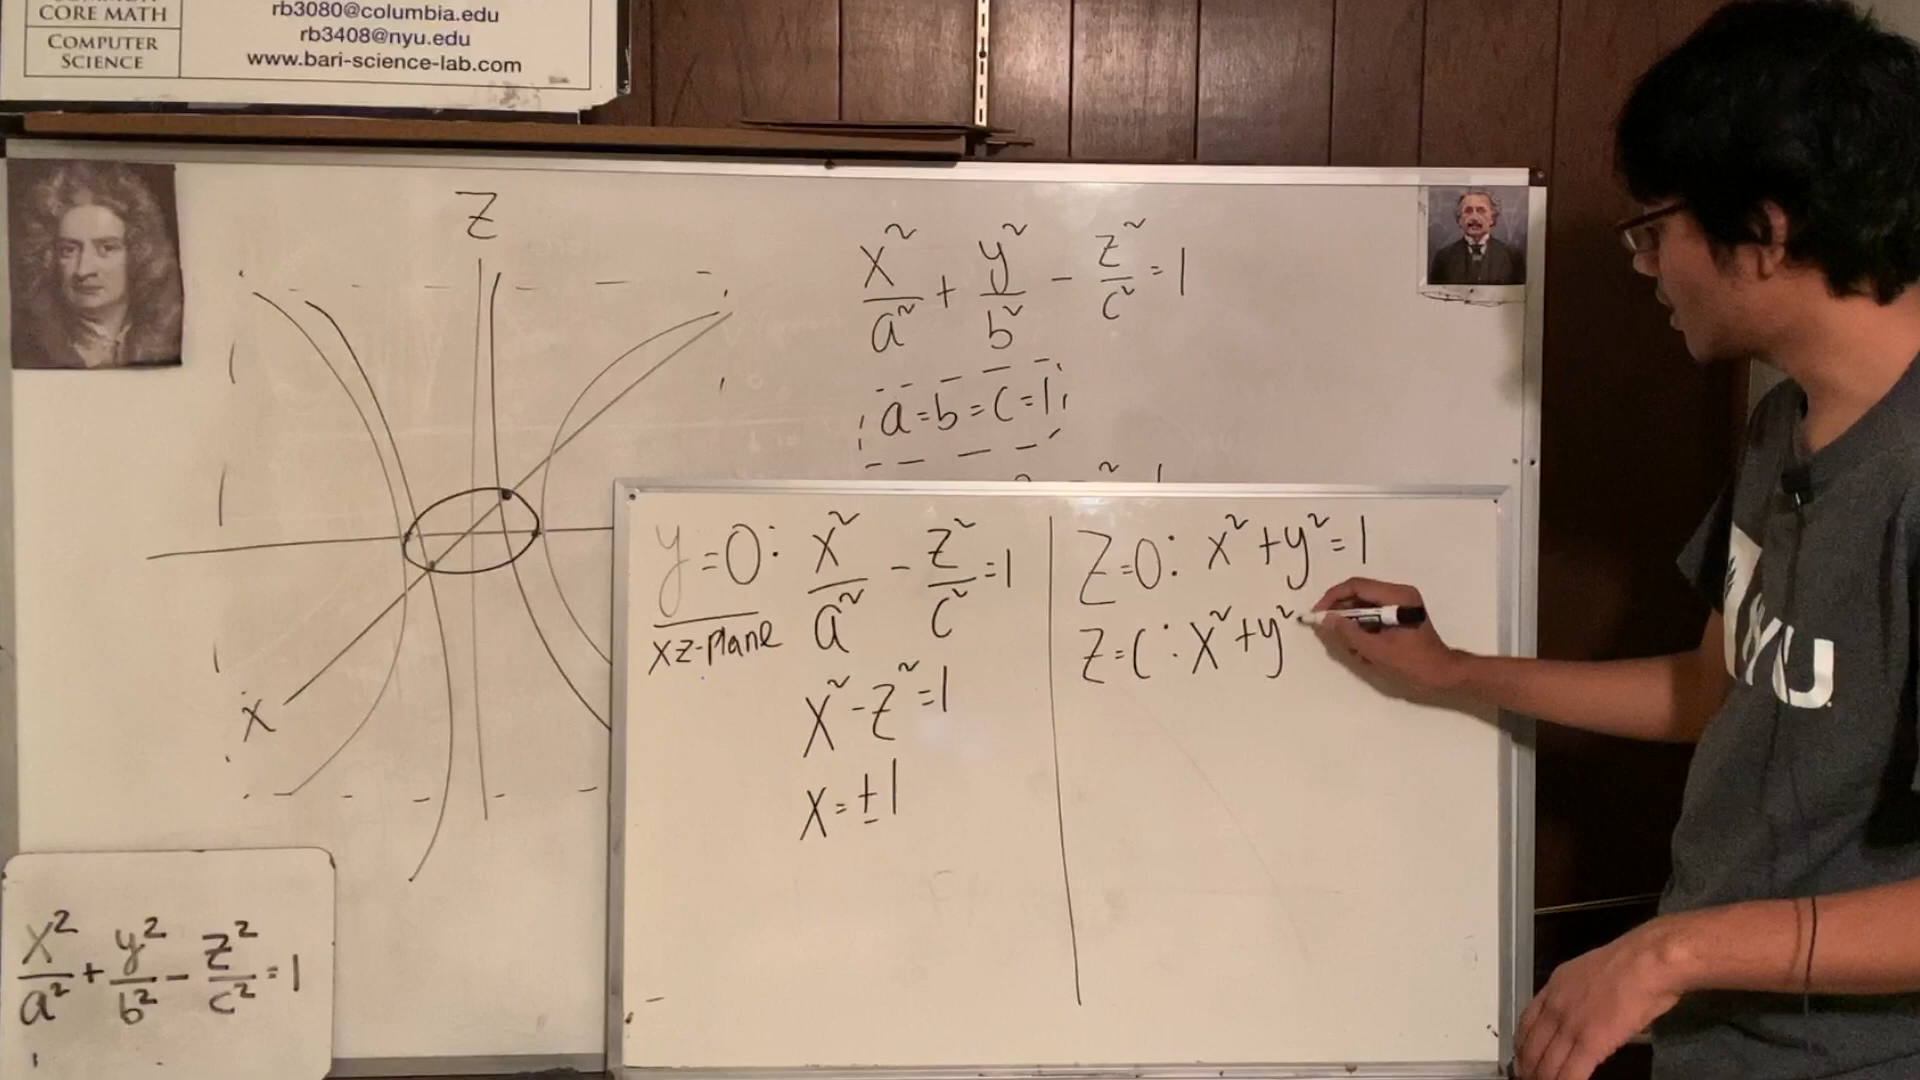 CORE MATH
COMPUTER
SCIENCE
rb3080@columbia.edu
rb3408@nyu.edu
www.bari-science-lab.com
Z
X
x²/a² + y²/b² - z²/c² = 1
a=b=c=1
y=0: x²/a² - z²/c² = 1
xz-plane
x² - z² = 1
x = ±1
Z=0: x²+y²=1
Z=C: x²+y²
x²/a² + y²/b² - z²/c² = 1
NYU